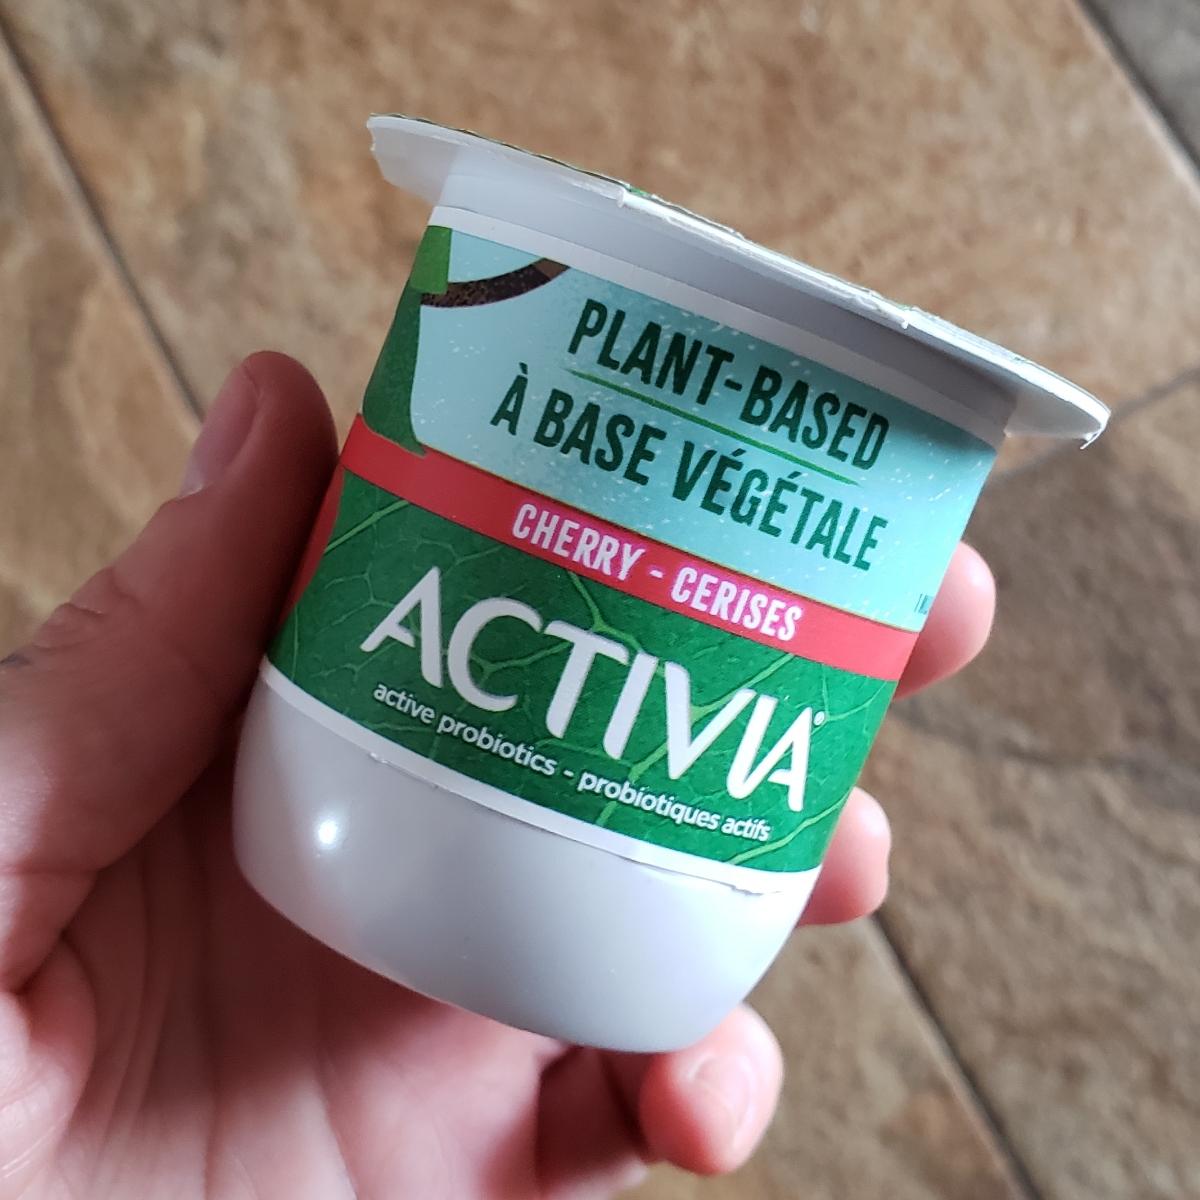 PLANT-BASED
À BASE VÉGÉTALE
CHERRY - CERISES
ACTIVIA®
active probiotics - probiotiques actifs